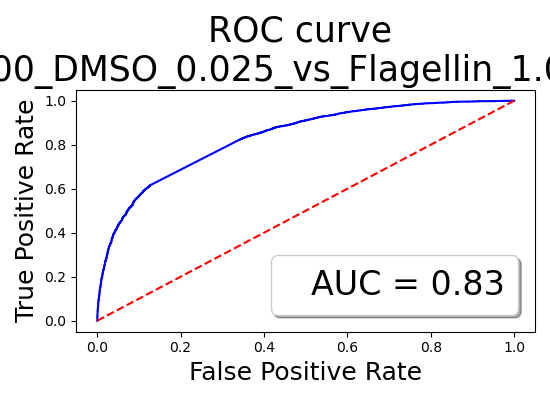 ROC curve
00_DMSO_0.025_vs_Flagellin_1.0
True Positive Rate
1.0
0.8
0.6
0.4
0.2
0.0
AUC = 0.83
0.0 0.2 0.4 0.6 0.8 1.0
False Positive Rate